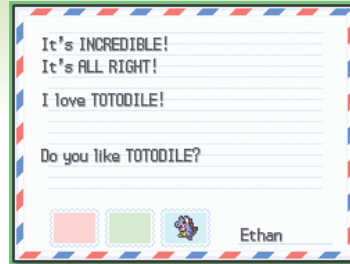 It's INCREDIBLE!
It's ALL RIGHT!
I love TOTODILE!
Do you like TOTODILE?
Ethan